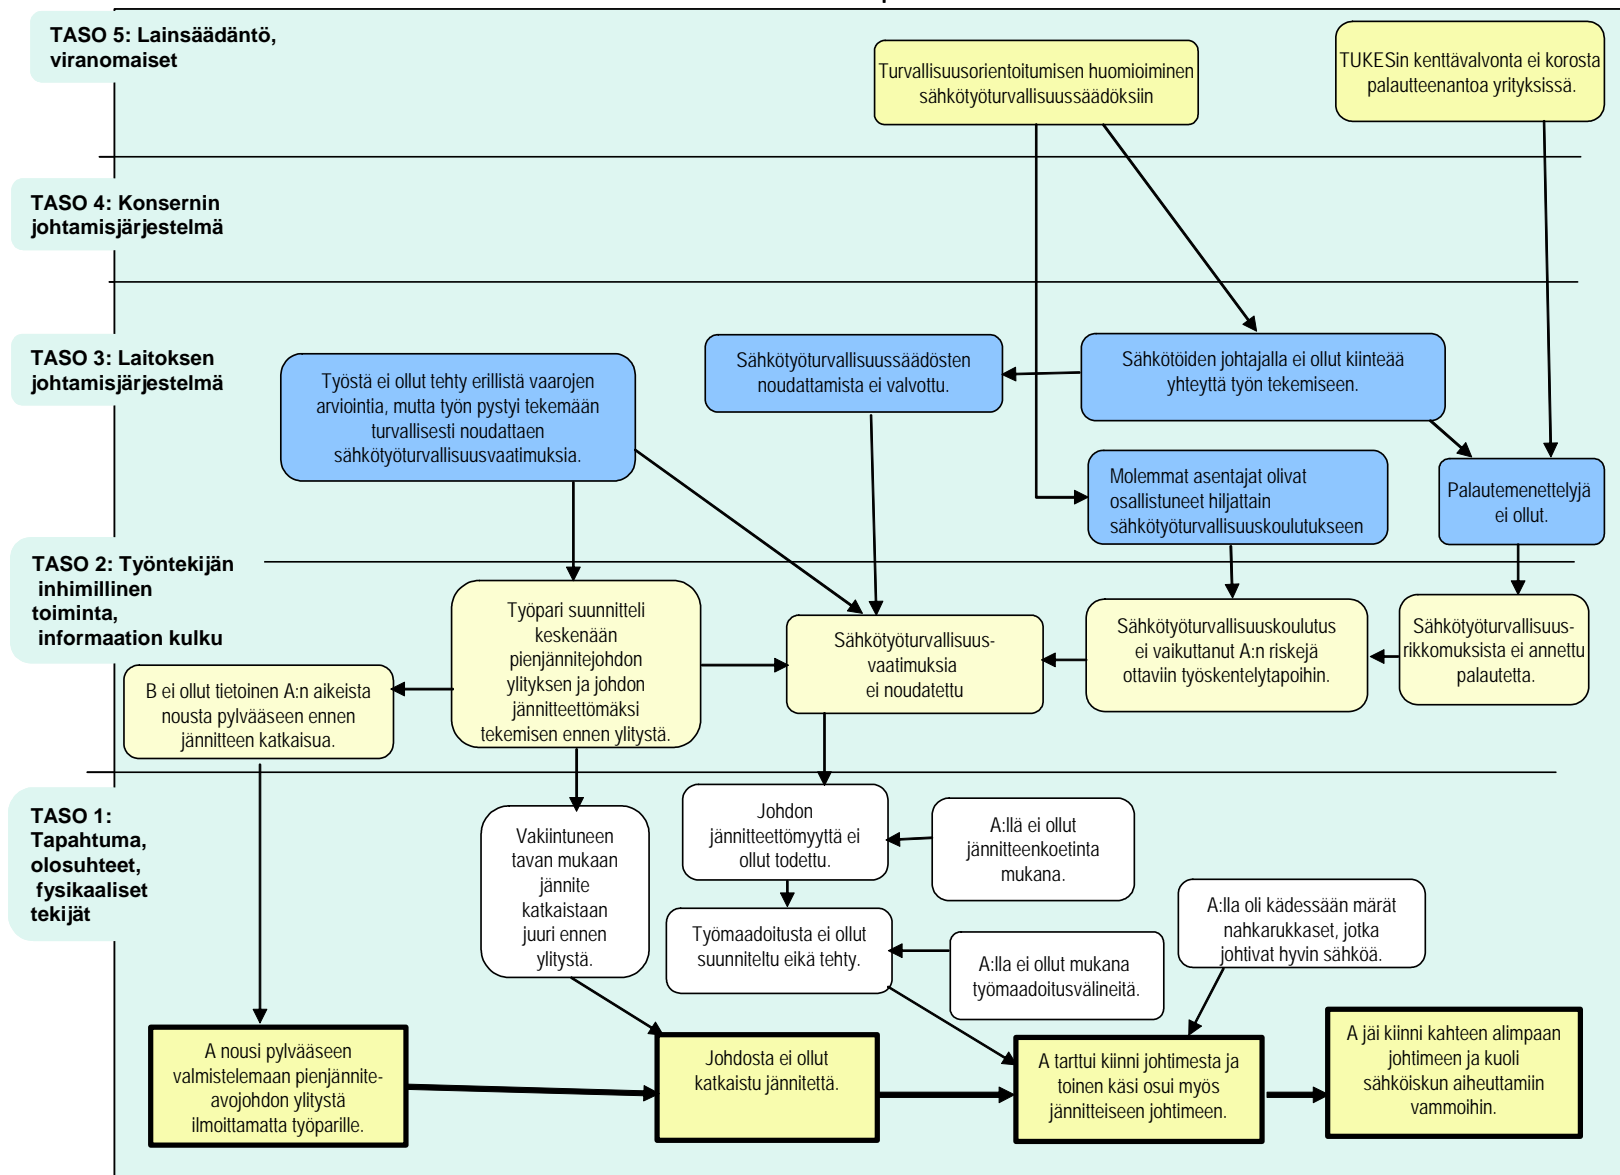 TASO 5: Lainsäädäntö,
viranomaiset
Turvallisuusorientoitumisen huomioiminen
sähkötyöturvallisuussäädöksiin
TUKESin kenttävalvonta ei korosta
palautteenantoa yrityksissä.
TASO 4: Konsernin
johtamisjärjestelmä
TASO 3: Laitoksen
johtamisjärjestelmä
Työstä ei ollut tehty erillistä vaarojen
arviointia, mutta työn pystyi tekemään
turvallisesti noudattaen
sähkötyöturvallisuusvaatimuksia.
Sähkötyöturvallisuussäädösten
noudattamista ei valvottu.
Sähkötöiden johtajalla ei ollut kiinteää
yhteyttä työn tekemiseen.
Molemmat asentajat olivat
osallistuneet hiljattain
sähkötyöturvallisuuskoulutukseen
Palautemenettelyjä
ei ollut.
TASO 2: Työntekijän
inhimillinen
toiminta,
informaation kulku
B ei ollut tietoinen A:n aikeista
nousta pylvääseen ennen
jännitteen katkaisua.
Työpari suunnitteli
keskenään
pienjännitejohdon
ylityksen ja johdon
jännitteettömäksi
tekemisen ennen ylitystä.
Sähkötyöturvallisuus-
vaatimuksia
ei noudatettu
Sähkötyöturvallisuuskoulutus
ei vaikuttanut A:n riskejä
ottaviin työskentelytapoihin.
Sähkötyöturvallisuus-
rikkomuksista ei annettu
palautetta.
TASO 1:
Tapahtuma,
olosuhteet,
fysikaaliset
tekijät
Vakiintuneen
tavan mukaan
jännite
katkaistaan
juuri ennen
ylitystä.
Johdon
jännitteettömyyttä ei
ollut todettu.
A:llä ei ollut
jännitteenkoetinta
mukana.
Työmaadoitusta ei ollut
suunniteltu eikä tehty.
A:lla ei ollut mukana
työmaadoitusvälineitä.
A:lla oli kädessään märät
nahkarukkaset, jotka
johtivat hyvin sähköä.
A nousi pylvääseen
valmistelemaan pienjännite-
avojohdon ylitystä
ilmoittamatta työparille.
Johdosta ei ollut
katkaistu jännitettä.
A tarttui kiinni johtimesta ja
toinen käsi osui myös
jännitteiseen johtimeen.
A jäi kiinni kahteen alimpaan
johtimeen ja kuoli
sähköiskun aiheuttamiin
vammoihin.